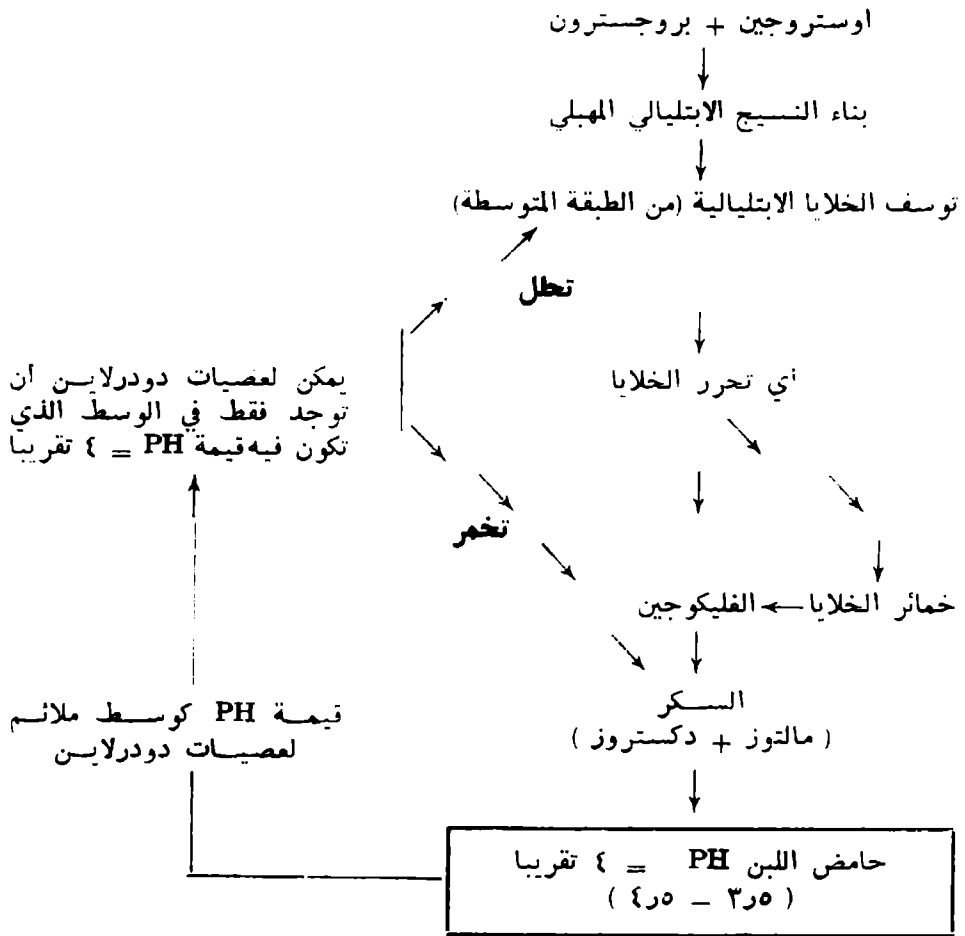 اوستروجين + بروجسترون
بناء النسيج الابتليالي المهبلي
توسف الخلايا الابتليالية (من الطبقة المتوسطة)
تحلل
أي تحرر الخلايا
يمكن لعصيات دودرلاين أن
توجد فقط في الوسط الذي
تكون فيه قيمة PH = ٤ تقريبا
تخمر
خمائر الخلايا ← الغليكوجين
السكر
( مالتوز + دكستروز )
قيمة PH كوسط ملائم
لعصيات دودرلاين
حامض اللبن PH = ٤ تقريبا
( ٣٫٥ – ٤٫٥ )